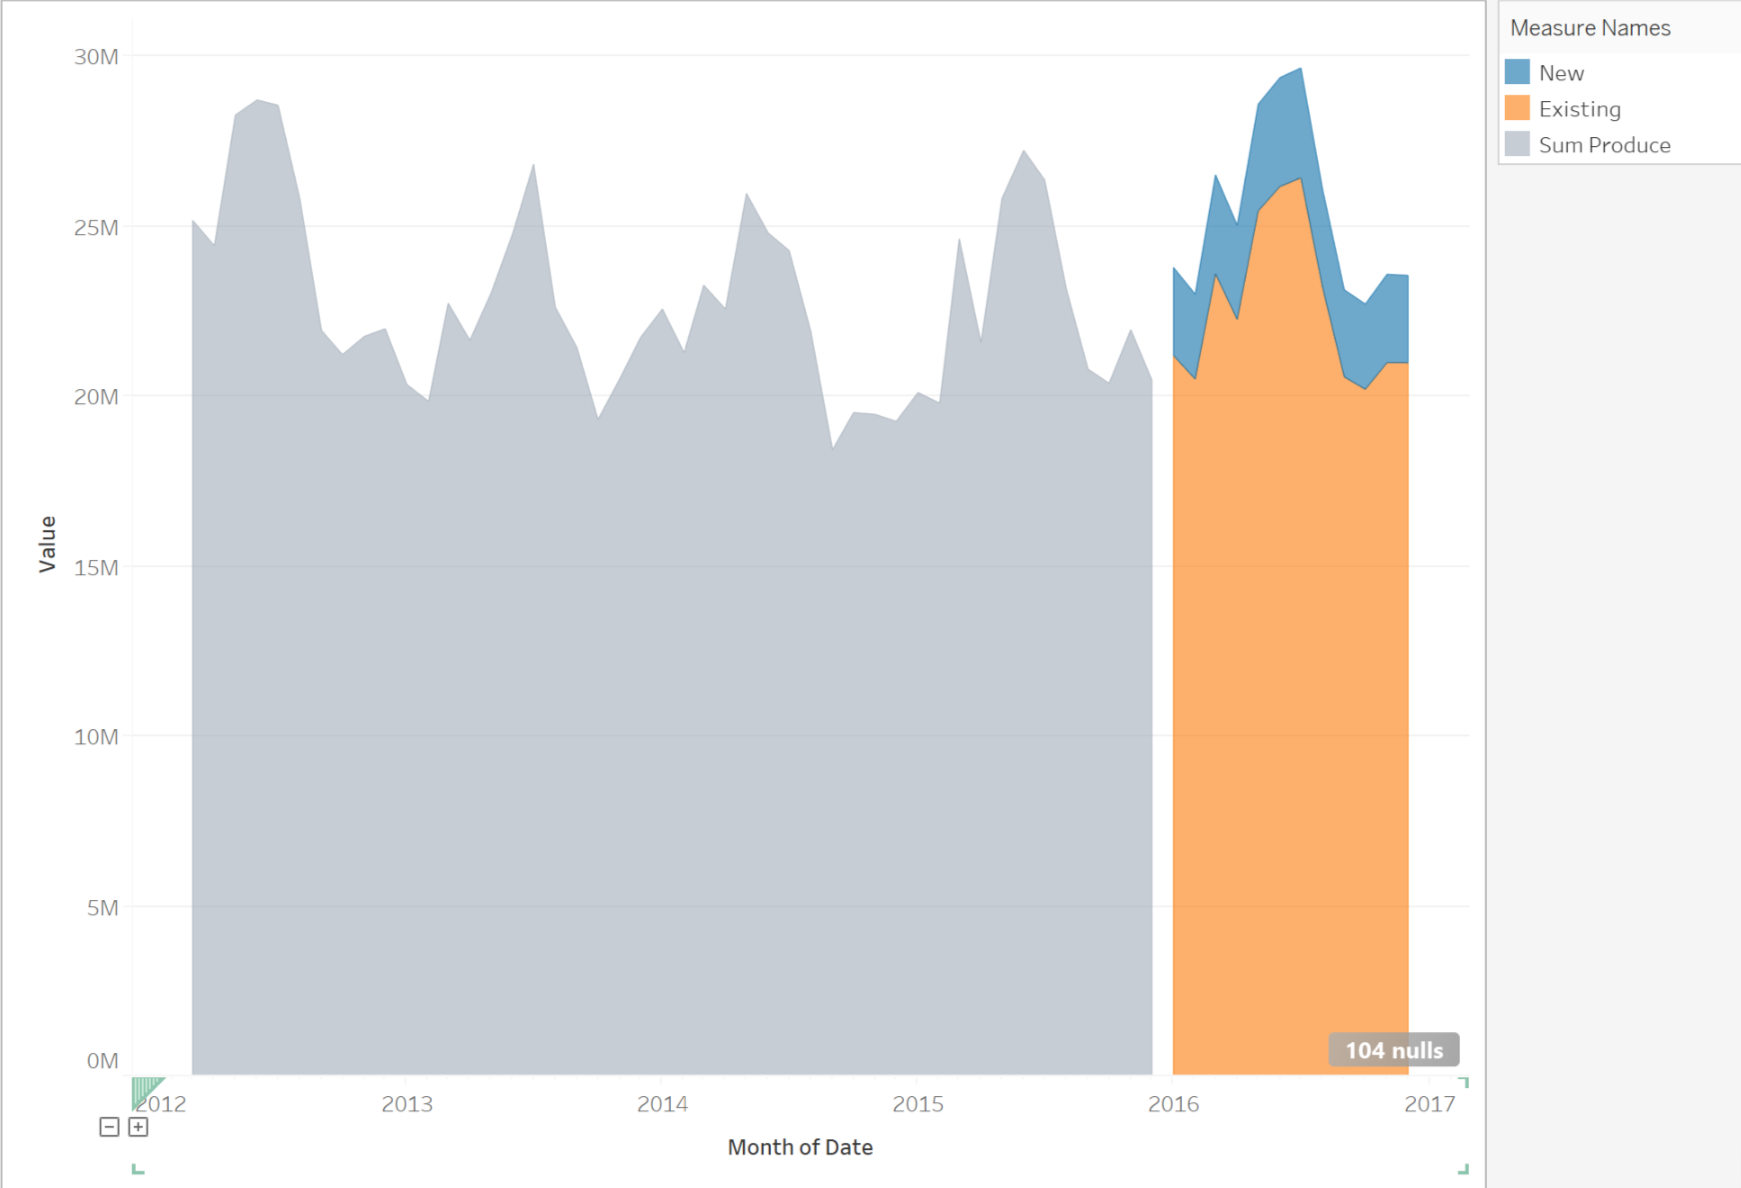 Measure Names
New
Existing
Sum Produce
30M
25M
20M
15M
10M
5M
0M
Value
104 nulls
2012 2013 2014 2015 2016 2017
Month of Date